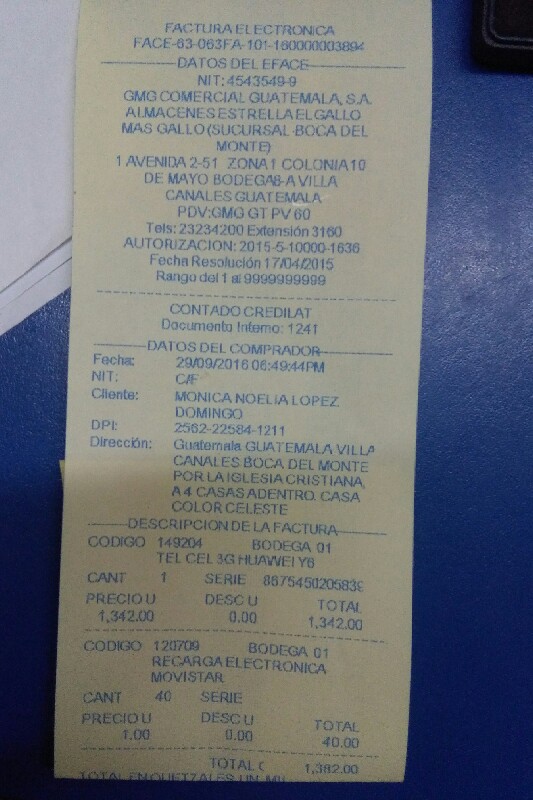 FACTURA ELECTRONICA
FACE-63-063FA-101-160000003894
DATOS DEL EFACE
NIT: 4543549-9
GMG COMERCIAL GUATEMALA, S.A.
ALMACENES ESTRELLA EL GALLO
MAS GALLO (SUCURSAL-BOCA DEL
MONTE)
1 AVENIDA 2-51 ZONA 1 COLONIA 10
DE MAYO BODEGA8-A VILLA
CANALES GUATEMALA
PDV:GMG GT PV 60
Tels: 23234200 Extensión 3160
AUTORIZACION: 2015-5-10000-1636
Fecha Resolución 17/04/2015
Rango del 1 al 9999999999
CONTADO CREDILAT
Documento Interno: 1241
DATOS DEL COMPRADOR
Fecha: 29/09/2016 06:49:44PM
NIT: C/F
Cliente: MONICA NOELIA LOPEZ
DOMINGO
DPI: 2562-22584-1211
Dirección: Guatemala GUATEMALA VILLA
CANALES BOCA DEL MONTE
POR LA IGLESIA CRISTIANA,
A 4 CASAS ADENTRO. CASA
COLOR CELESTE
DESCRIPCION DE LA FACTURA
CODIGO 149204 BODEGA 01
TEL CEL 3G HUAWEI Y6
CANT 1 SERIE 867545020583
PRECIO U DESC U TOTAL
1,342.00 0.00 1,342.00
CODIGO 120709 BODEGA 01
RECARGA ELECTRONICA
MOVISTAR
CANT 40 SERIE
PRECIO U DESC U TOTAL
1.00 0.00 40.00
TOTAL 1,382.00
TOTAL EN QUETZALES UN MIL